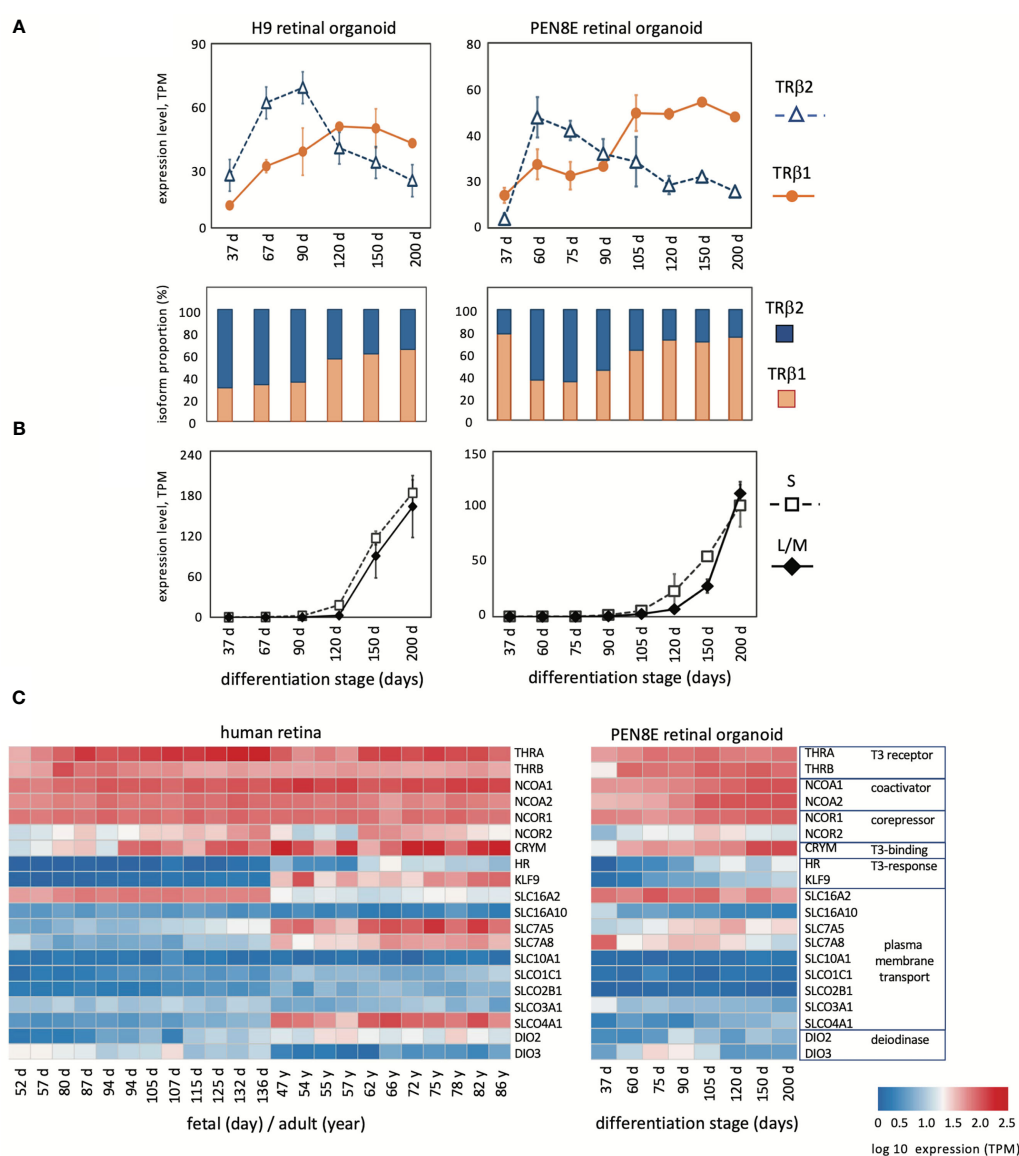 A
H9 retinal organoid
PEN8E retinal organoid
expression level, TPM
90
60
30
0
80
60
40
30
0
37 d
67 d
90 d
120 d
150 d
200 d
37 d
60 d
75 d
90 d
105 d
120 d
150 d
200 d
TRβ2
TRβ1
isoform proportion (%)
100
80
60
40
20
0
100
80
60
40
20
0
TRβ2
TRβ1
B
expression level, TPM
240
180
120
60
0
150
100
50
0
37 d
67 d
90 d
120 d
150 d
200 d
37 d
60 d
75 d
90 d
105 d
120 d
150 d
200 d
S
L/M
differentiation stage (days)
differentiation stage (days)
C
human retina
PEN8E retinal organoid
THRA
THRB
NCOA1
NCOA2
NCOR1
NCOR2
CRYM
HR
KLF9
SLC16A2
SLC16A10
SLC7A5
SLC7A8
SLC10A1
SLCO1C1
SLCO2B1
SLCO3A1
SLCO4A1
DIO2
DIO3
THRA
THRB
T3 receptor
NCOA1
NCOA2
coactivator
NCOR1
NCOR2
corepressor
CRYM
T3-binding
HR
KLF9
T3-response
SLC16A2
SLC16A10
SLC7A5
SLC7A8
SLC10A1
SLCO1C1
SLCO2B1
SLCO3A1
SLCO4A1
plasma
membrane
transport
DIO2
DIO3
deiodinase
52 d
57 d
80 d
87 d
94 d
94 d
105 d
107 d
115 d
125 d
132 d
136 d
47 y
54 y
55 y
57 y
62 y
66 y
72 y
75 y
78 y
82 y
86 y
37 d
60 d
75 d
90 d
105 d
120 d
150 d
200 d
fetal (day) / adult (year)
differentiation stage (days)
0 0.5 1.0 1.5 2.0 2.5
log 10 expression (TPM)